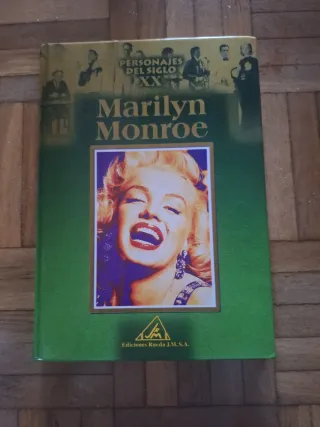 PERSONAJES
DEL SIGLO
XX
Marilyn
Monroe
Ediciones Rueda J.M. S.A.